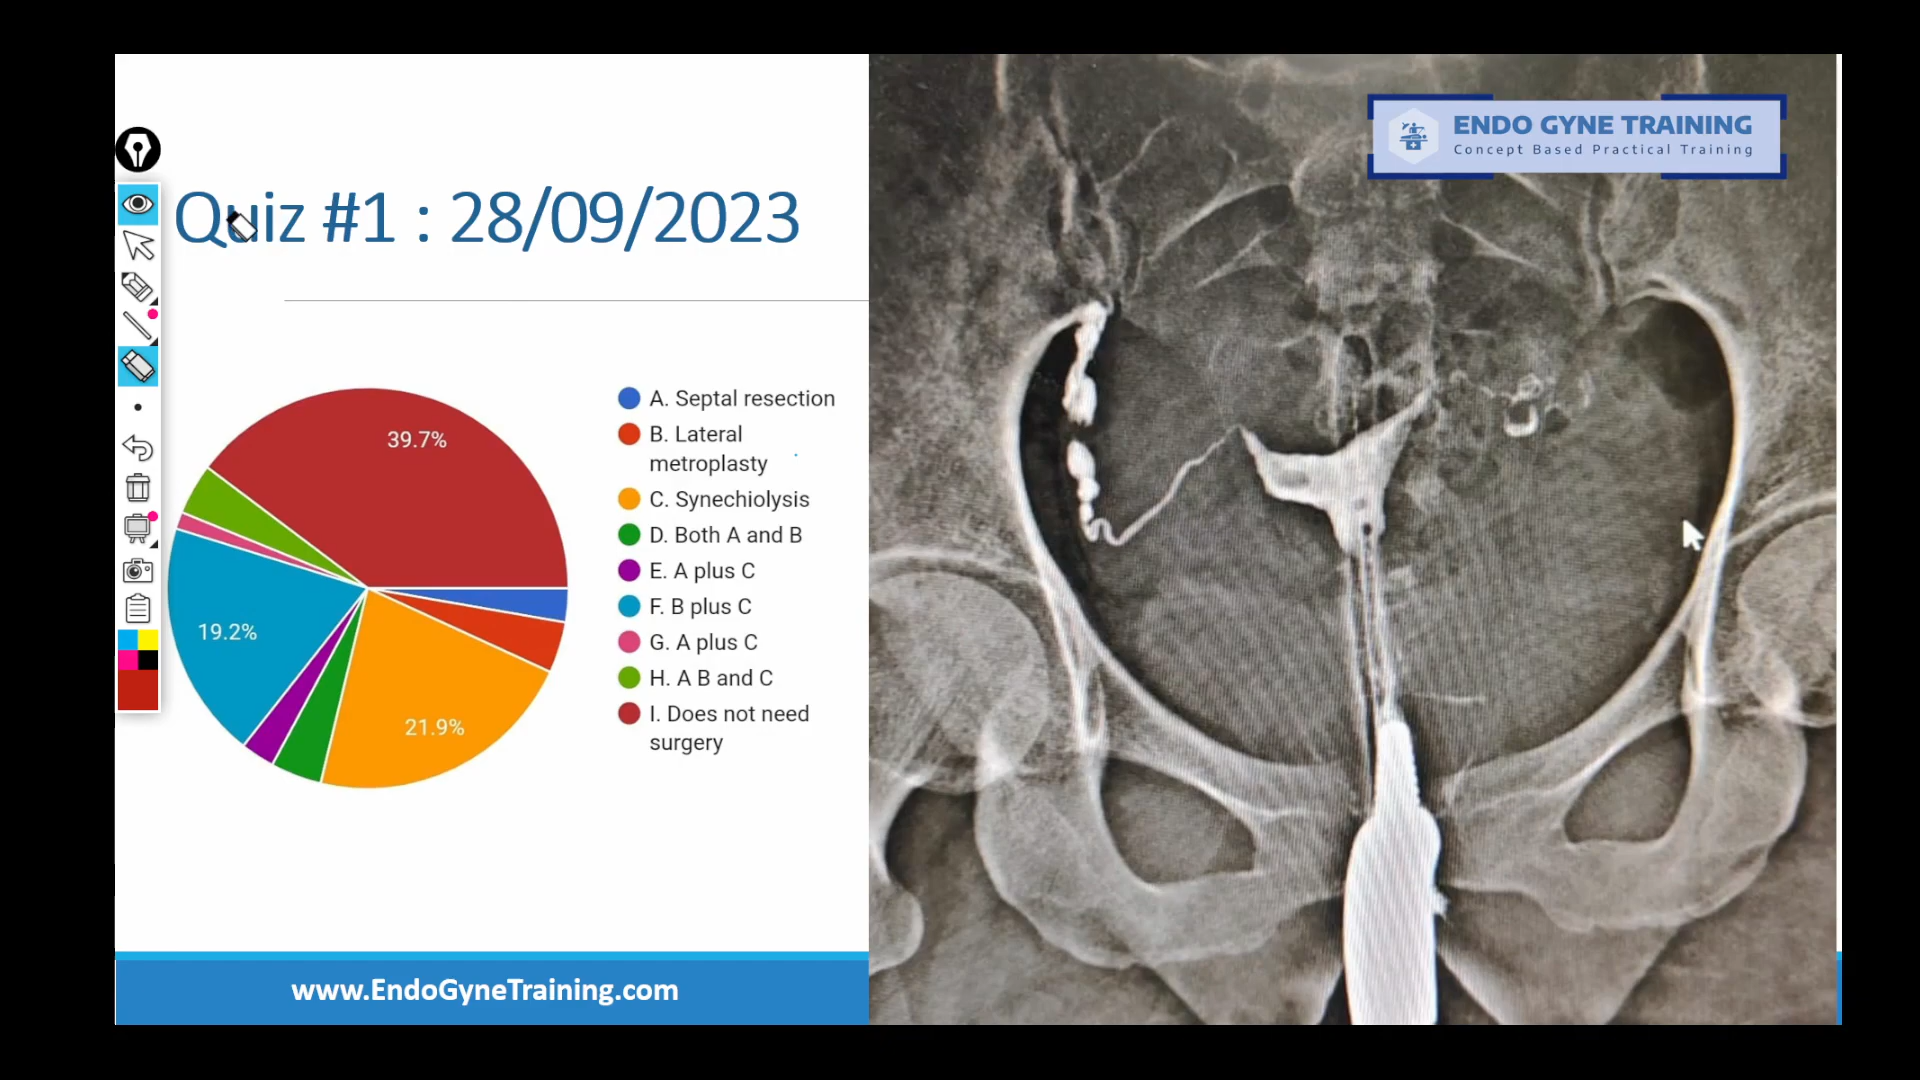 ENDO GYNE TRAINING
Concept Based Practical Training
Quiz #1 : 28/09/2023
39.7%
19.2%
21.9%
A. Septal resection
B. Lateral
metroplasty
C. Synechiolysis
D. Both A and B
E. A plus C
F. B plus C
G. A plus C
H. A B and C
I. Does not need
surgery
www.EndoGyneTraining.com